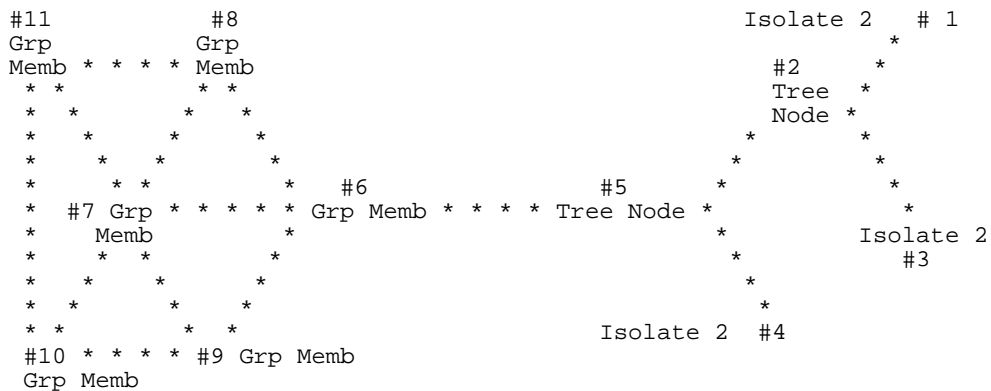 #11 #8 Isolate 2 # 1
Grp Grp *
Memb * * * * Memb #2 *
* * * * Tree *
* * * * Node *
* * * * * *
* * * * * *
* * * * #6 #5 * *
* #7 Grp * * * * * Grp Memb * * * * Tree Node * *
* Memb * * Isolate 2
* * * * * #3
* * * * *
* * * * *
* * * * Isolate 2 #4
#10 * * * * #9 Grp Memb
Grp Memb